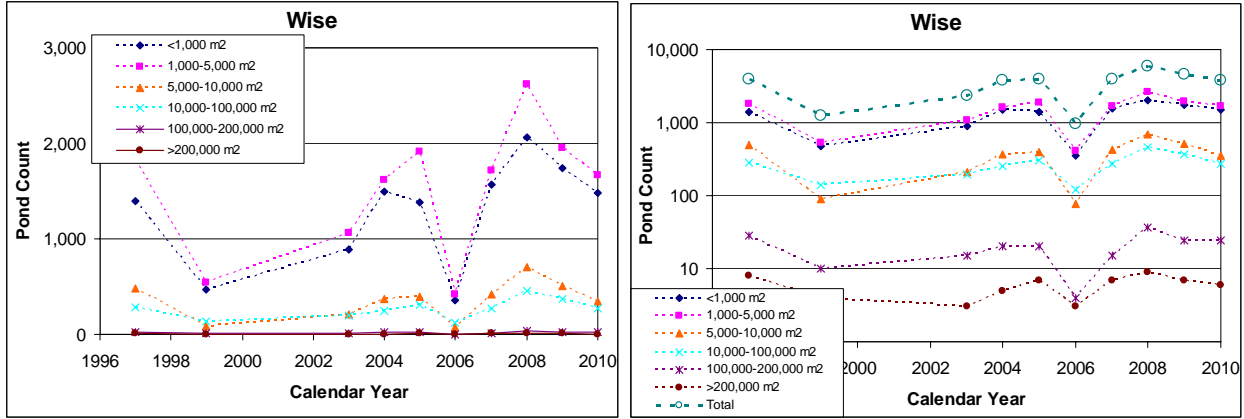 Wise
3,000
2,000
1,000
0
Pond Count
<1,000 m2
1,000-5,000 m2
5,000-10,000 m2
10,000-100,000 m2
100,000-200,000 m2
>200,000 m2
1996 1998 2000 2002 2004 2006 2008 2010
Calendar Year
Wise
10,000
1,000
100
10
Pond Count
<1,000 m2
1,000-5,000 m2
5,000-10,000 m2
10,000-100,000 m2
100,000-200,000 m2
>200,000 m2
Total
2000 2002 2004 2006 2008 2010
Calendar Year